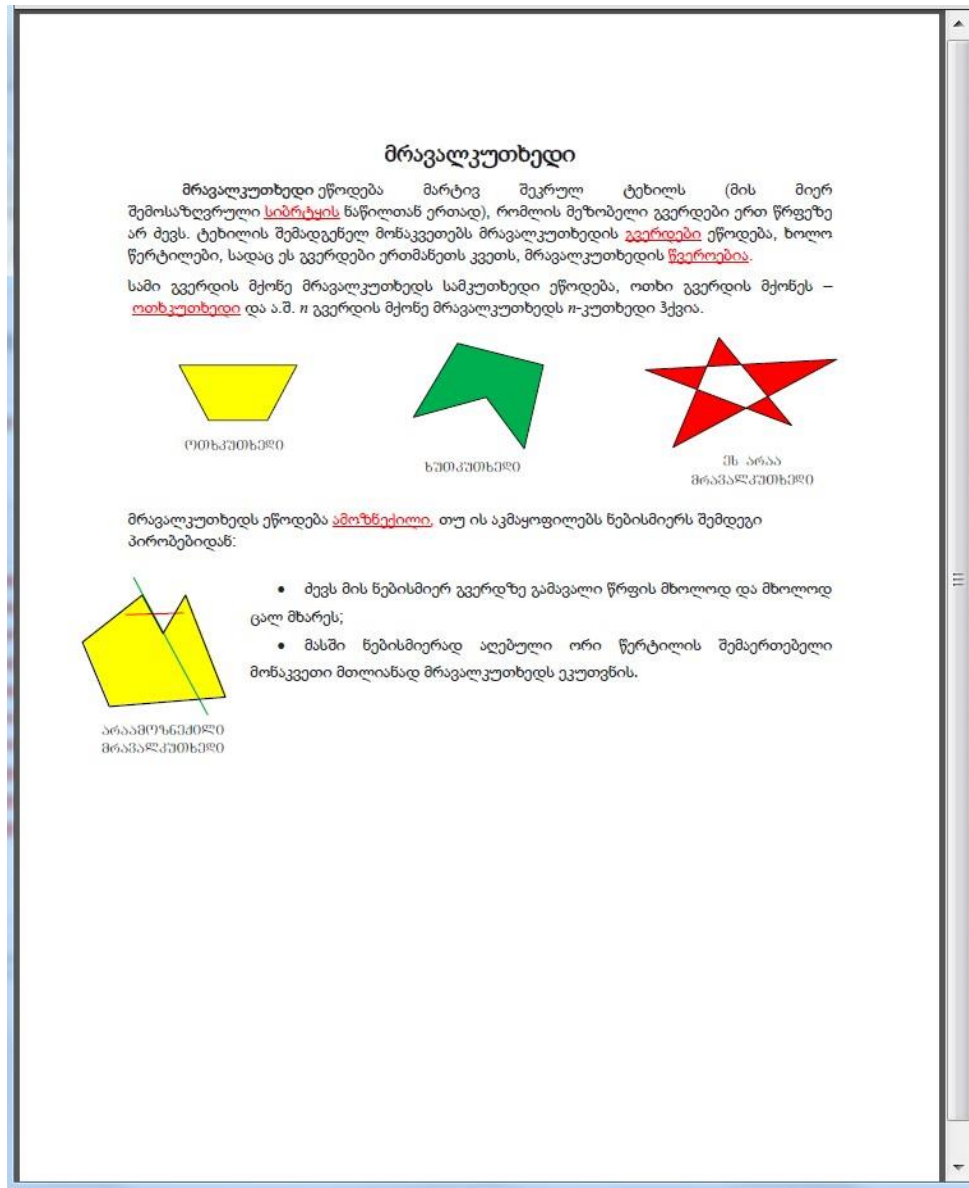 მრავალკუთხედი
მრავალკუთხედი ეწოდება მარტივ შეკრულ ტეხილს (მის მიერ
შემოსაზღვრული სიბრტყის ნაწილთან ერთად), რომლის მეზობელი გვერდები ერთ წრფეზე
არ ძევს. ტეხილის შემადგენელ მონაკვეთებს მრავალკუთხედის გვერდები ეწოდება, ხოლო
წერტილები, სადაც ეს გვერდები ერთმანეთს კვეთს, მრავალკუთხედის წვეროებია.
სამი გვერდის მქონე მრავალკუთხედს სამკუთხედი ეწოდება, ოთხი გვერდის მქონეს –
ოთხკუთხედი და ა.შ. n გვერდის მქონე მრავალკუთხედს n-კუთხედი ჰქვია.
ოთხკუთხედი
ხუთკუთხედი
ეს არაა
მრავალკუთხედი
მრავალკუთხედს ეწოდება ამოზნექილი, თუ ის აკმაყოფილებს ნებისმიერს შემდეგი
პირობებიდან:
• ძევს მის ნებისმიერ გვერდზე გამავალი წრფის მხოლოდ და მხოლოდ
ცალ მხარეს;
• მასში ნებისმიერად აღებული ორი წერტილის შემაერთებელი
მონაკვეთი მთლიანად მრავალკუთხედს ეკუთვნის.
არაამოზნექილი
მრავალკუთხედი